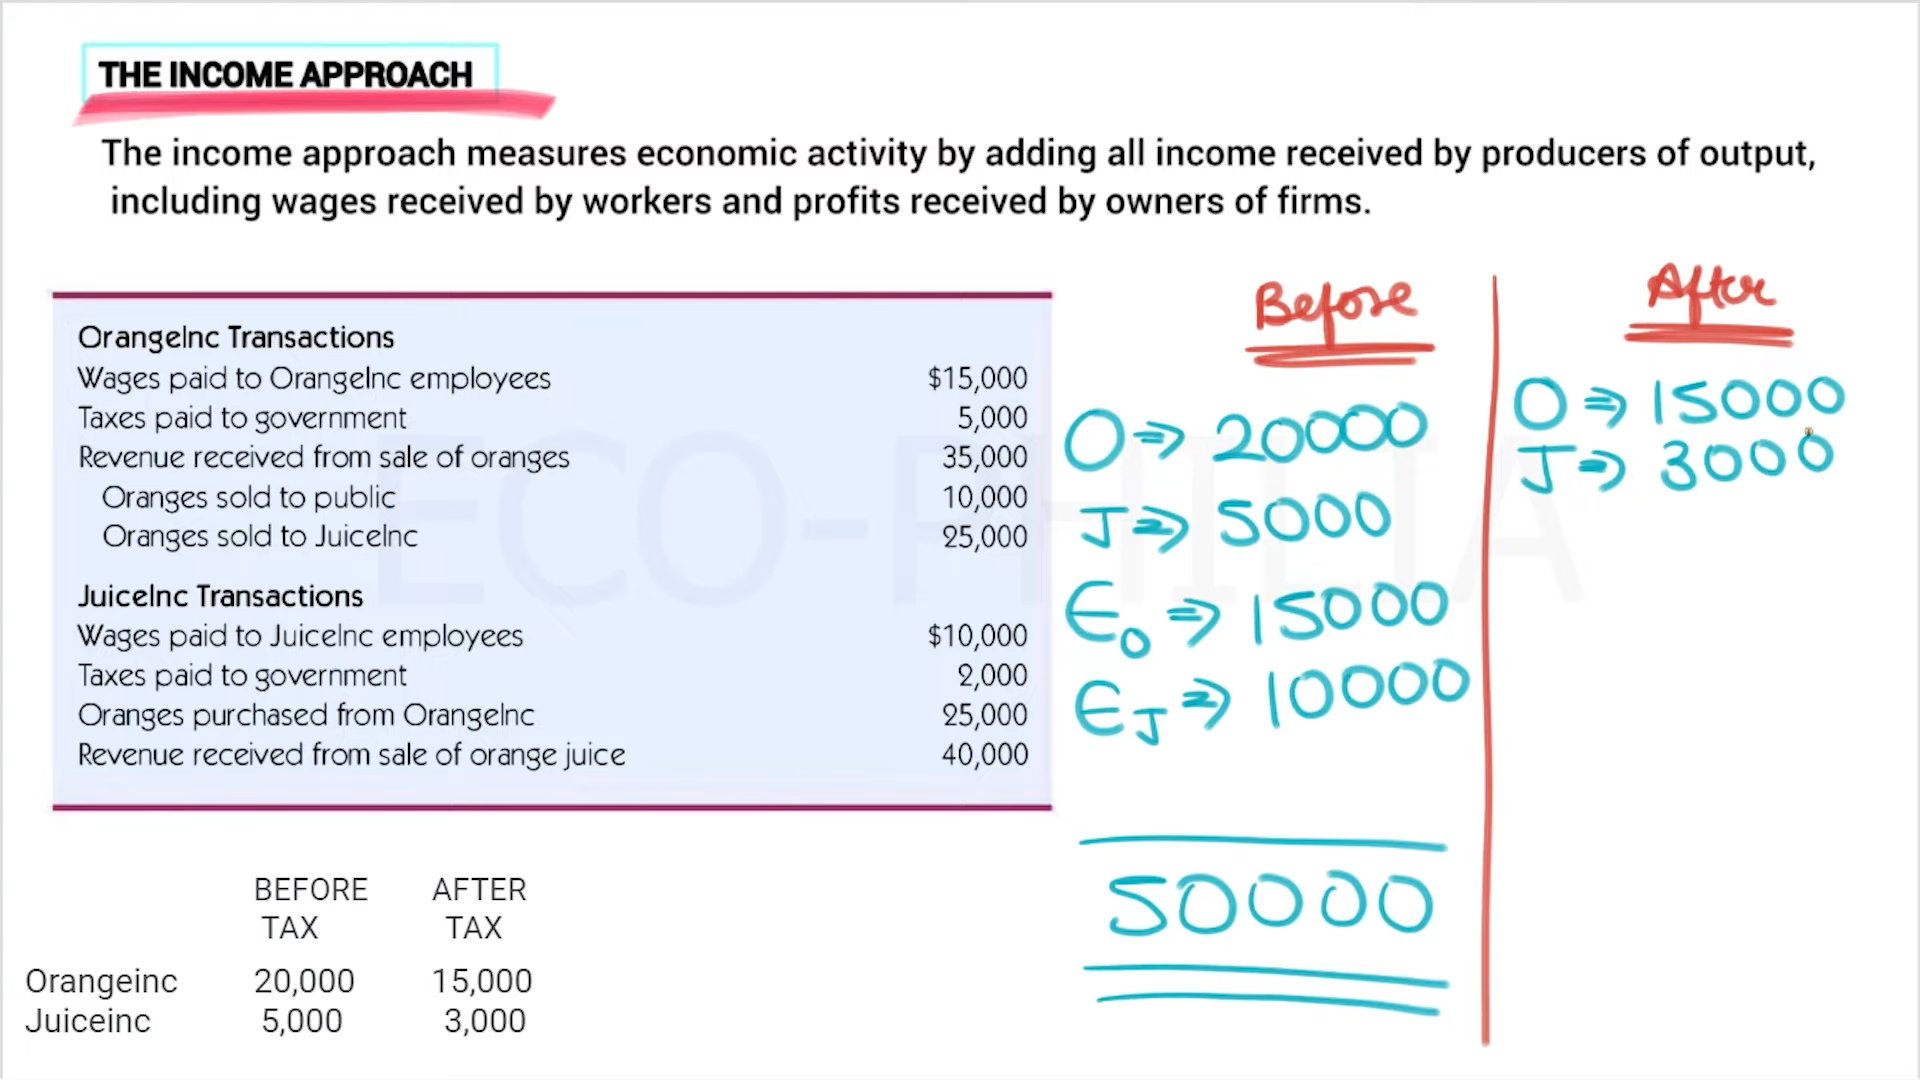 THE INCOME APPROACH
The income approach measures economic activity by adding all income received by producers of output,
including wages received by workers and profits received by owners of firms.
OrangeInc Transactions
Wages paid to OrangeInc employees $15,000
Taxes paid to government 5,000
Revenue received from sale of oranges 35,000
Oranges sold to public 10,000
Oranges sold to JuiceInc 25,000
JuiceInc Transactions
Wages paid to JuiceInc employees $10,000
Taxes paid to government 2,000
Oranges purchased from OrangeInc 25,000
Revenue received from sale of orange juice 40,000
ECO-PHILIA
Before
O ⇒ 20000
J ⇒ 5000
E_O ⇒ 15000
E_J ⇒ 10000
50000
After
O ⇒ 15000
J ⇒ 3000
BEFORE TAX AFTER TAX
Orangeinc 20,000 15,000
Juiceinc 5,000 3,000